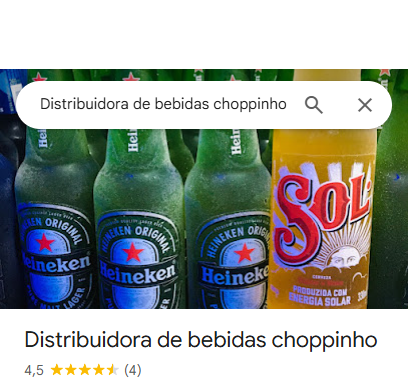 Distribuidora de bebidas choppinho
HEINEKEN ORIGINAL
Heineken
HEINEKEN ORIGINAL
Heineken
HEINEKEN ORIGINAL
Heineken
SOL
CERVEZA
PRODUZIDA COM
ENERGIA SOLAR
Distribuidora de bebidas choppinho
4,5 (4)